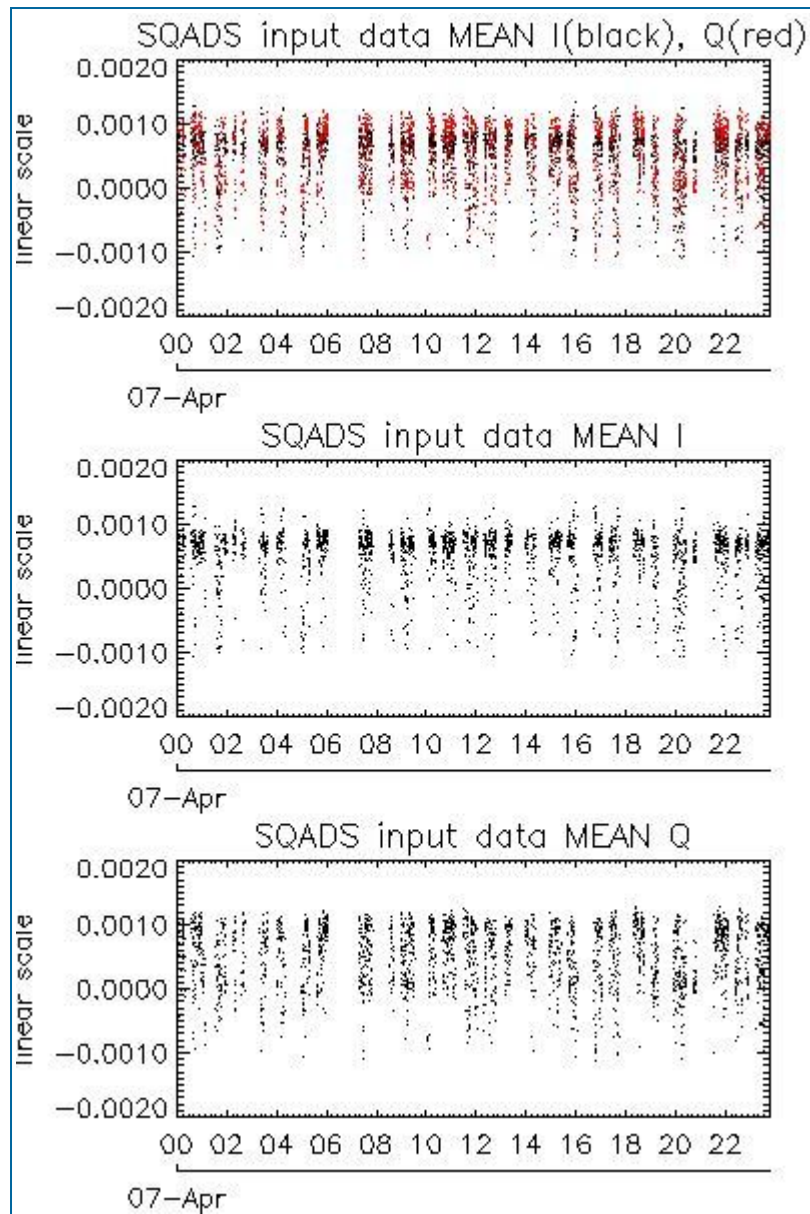 SQADS input data MEAN I(black), Q(red)
0.0020
0.0010
0.0000
-0.0010
-0.0020
linear scale
00 02 04 06 08 10 12 14 16 18 20 22
07-Apr
SQADS input data MEAN I
0.0020
0.0010
0.0000
-0.0010
-0.0020
linear scale
00 02 04 06 08 10 12 14 16 18 20 22
07-Apr
SQADS input data MEAN Q
0.0020
0.0010
0.0000
-0.0010
-0.0020
linear scale
00 02 04 06 08 10 12 14 16 18 20 22
07-Apr